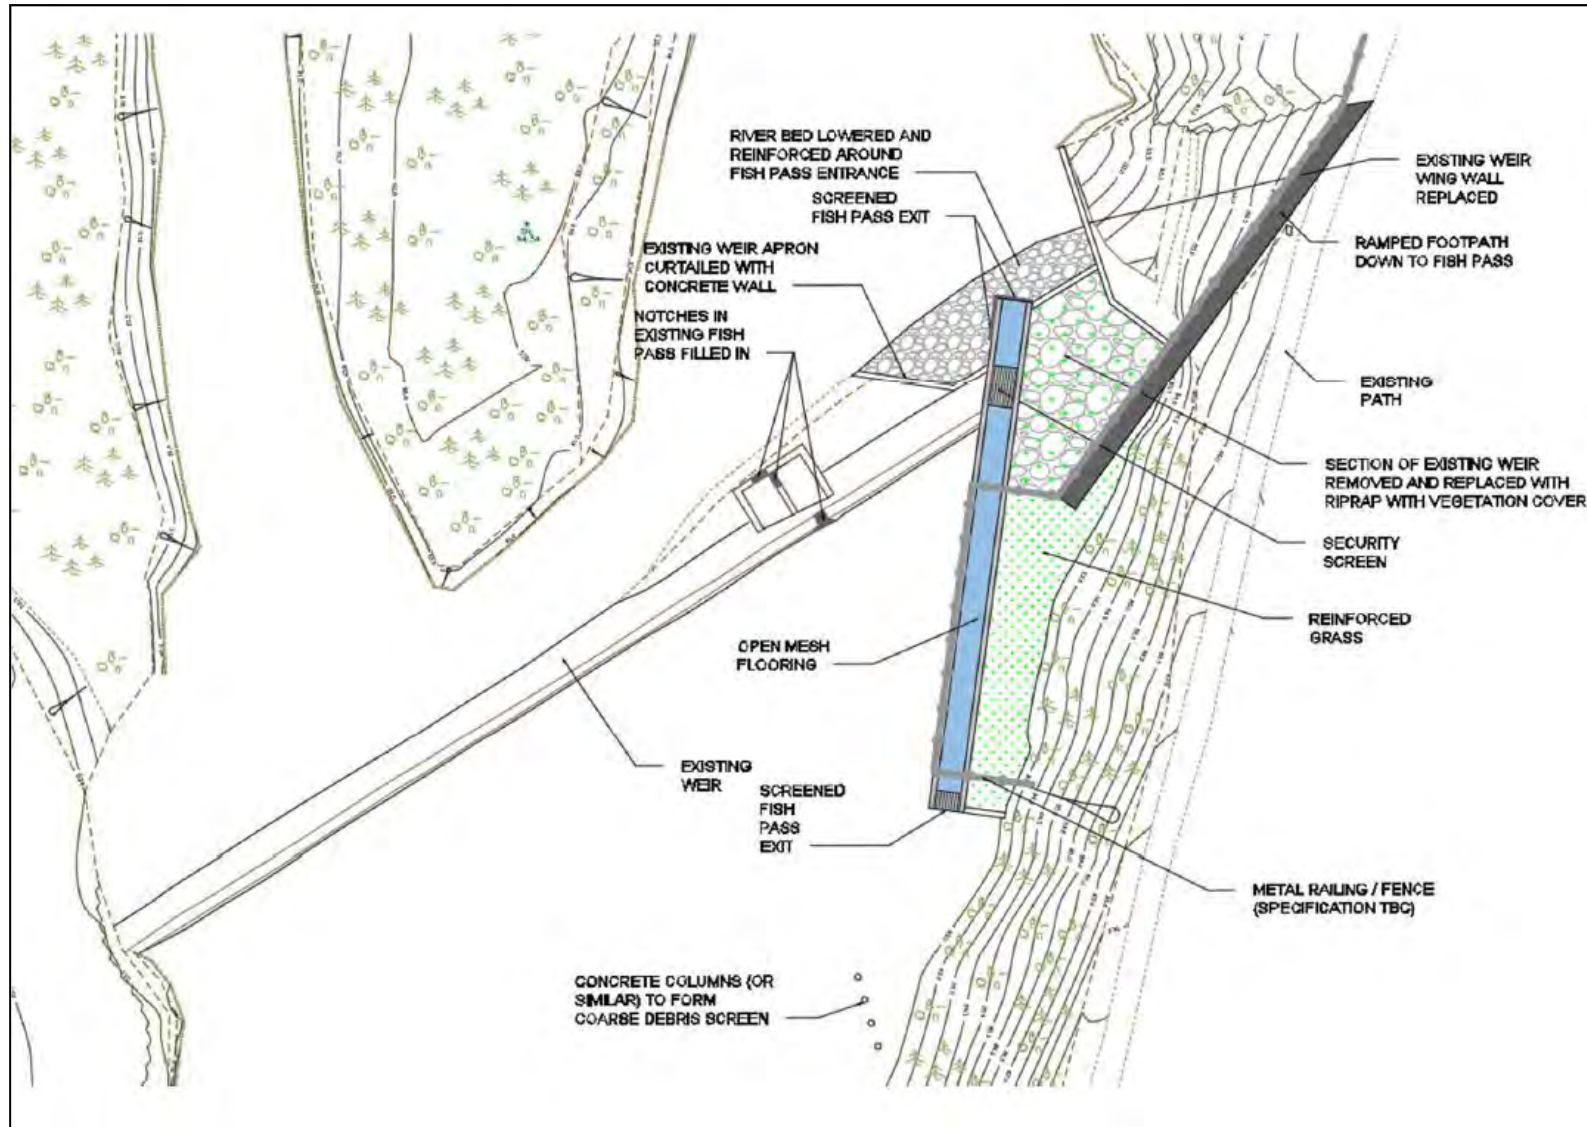 RIVER BED LOWERED AND
REINFORCED AROUND
FISH PASS ENTRANCE
SCREENED
FISH PASS EXIT
EXISTING WEIR APRON
CURTAILED WITH
CONCRETE WALL
NOTCHES IN
EXISTING FISH
PASS FILLED IN
EXISTING WEIR
WING WALL
REPLACED
RAMPED FOOTPATH
DOWN TO FISH PASS
EXISTING
PATH
SECTION OF EXISTING WEIR
REMOVED AND REPLACED WITH
RIPRAP WITH VEGETATION COVER
SECURITY
SCREEN
REINFORCED
GRASS
OPEN MESH
FLOORING
EXISTING
WEIR
SCREENED
FISH
PASS
EXIT
METAL RAILING / FENCE
(SPECIFICATION TBC)
CONCRETE COLUMNS (OR
SIMILAR) TO FORM
COARSE DEBRIS SCREEN